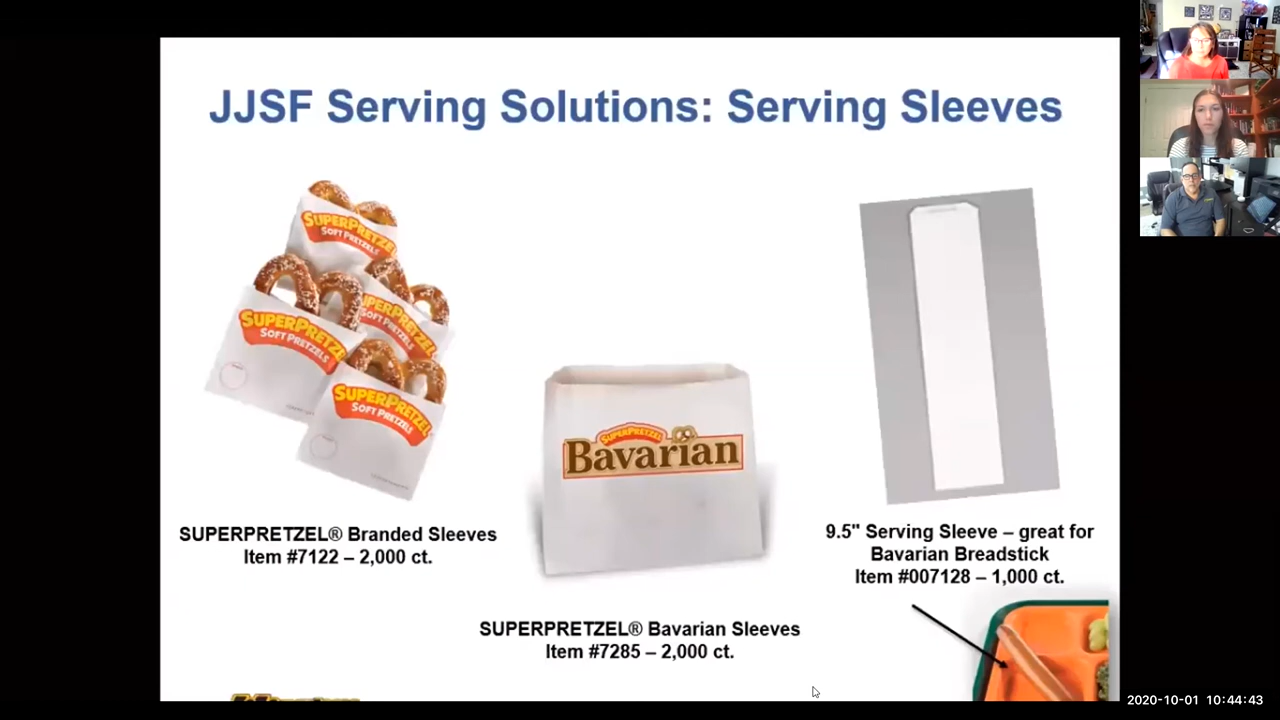 JJSF Serving Solutions: Serving Sleeves
SUPERPRETZEL
SOFT PRETZELS
SUPERPRETZEL
SOFT PRETZELS
SUPERPRETZEL
SOFT PRETZELS
SUPERPRETZEL
SOFT PRETZELS
SUPERPRETZEL
Bavarian
SUPERPRETZEL® Branded Sleeves
Item #7122 – 2,000 ct.
9.5" Serving Sleeve – great for
Bavarian Breadstick
Item #007128 – 1,000 ct.
SUPERPRETZEL® Bavarian Sleeves
Item #7285 – 2,000 ct.
2020-10-01 10:44:43